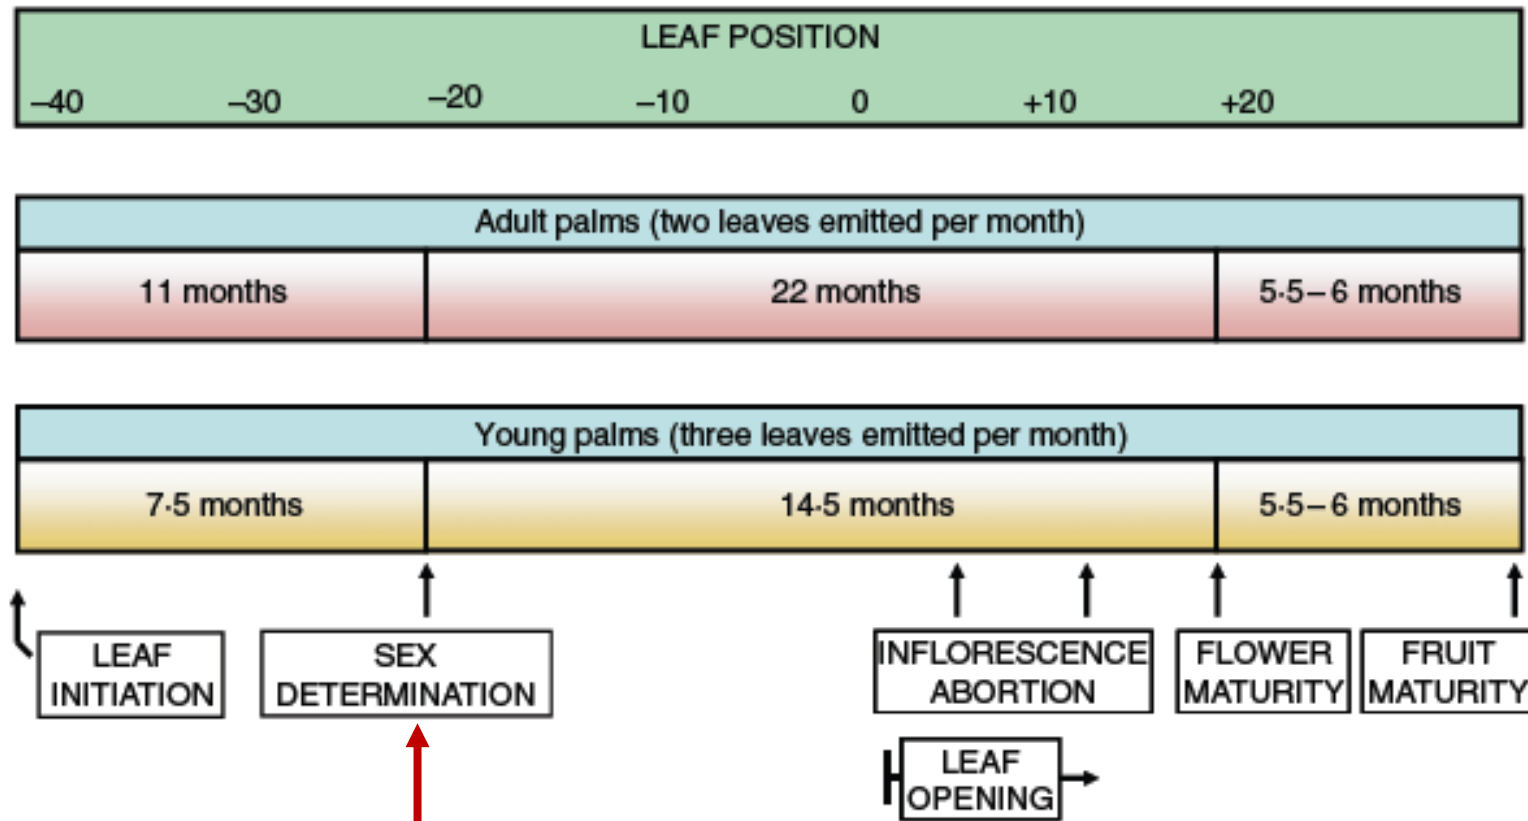 LEAF POSITION
–40 –30 –20 –10 0 +10 +20
Adult palms (two leaves emitted per month)
11 months 22 months 5·5–6 months
Young palms (three leaves emitted per month)
7·5 months 14·5 months 5·5–6 months
LEAF
INITIATION
SEX
DETERMINATION
INFLORESCENCE
ABORTION
FLOWER
MATURITY
FRUIT
MATURITY
LEAF
OPENING